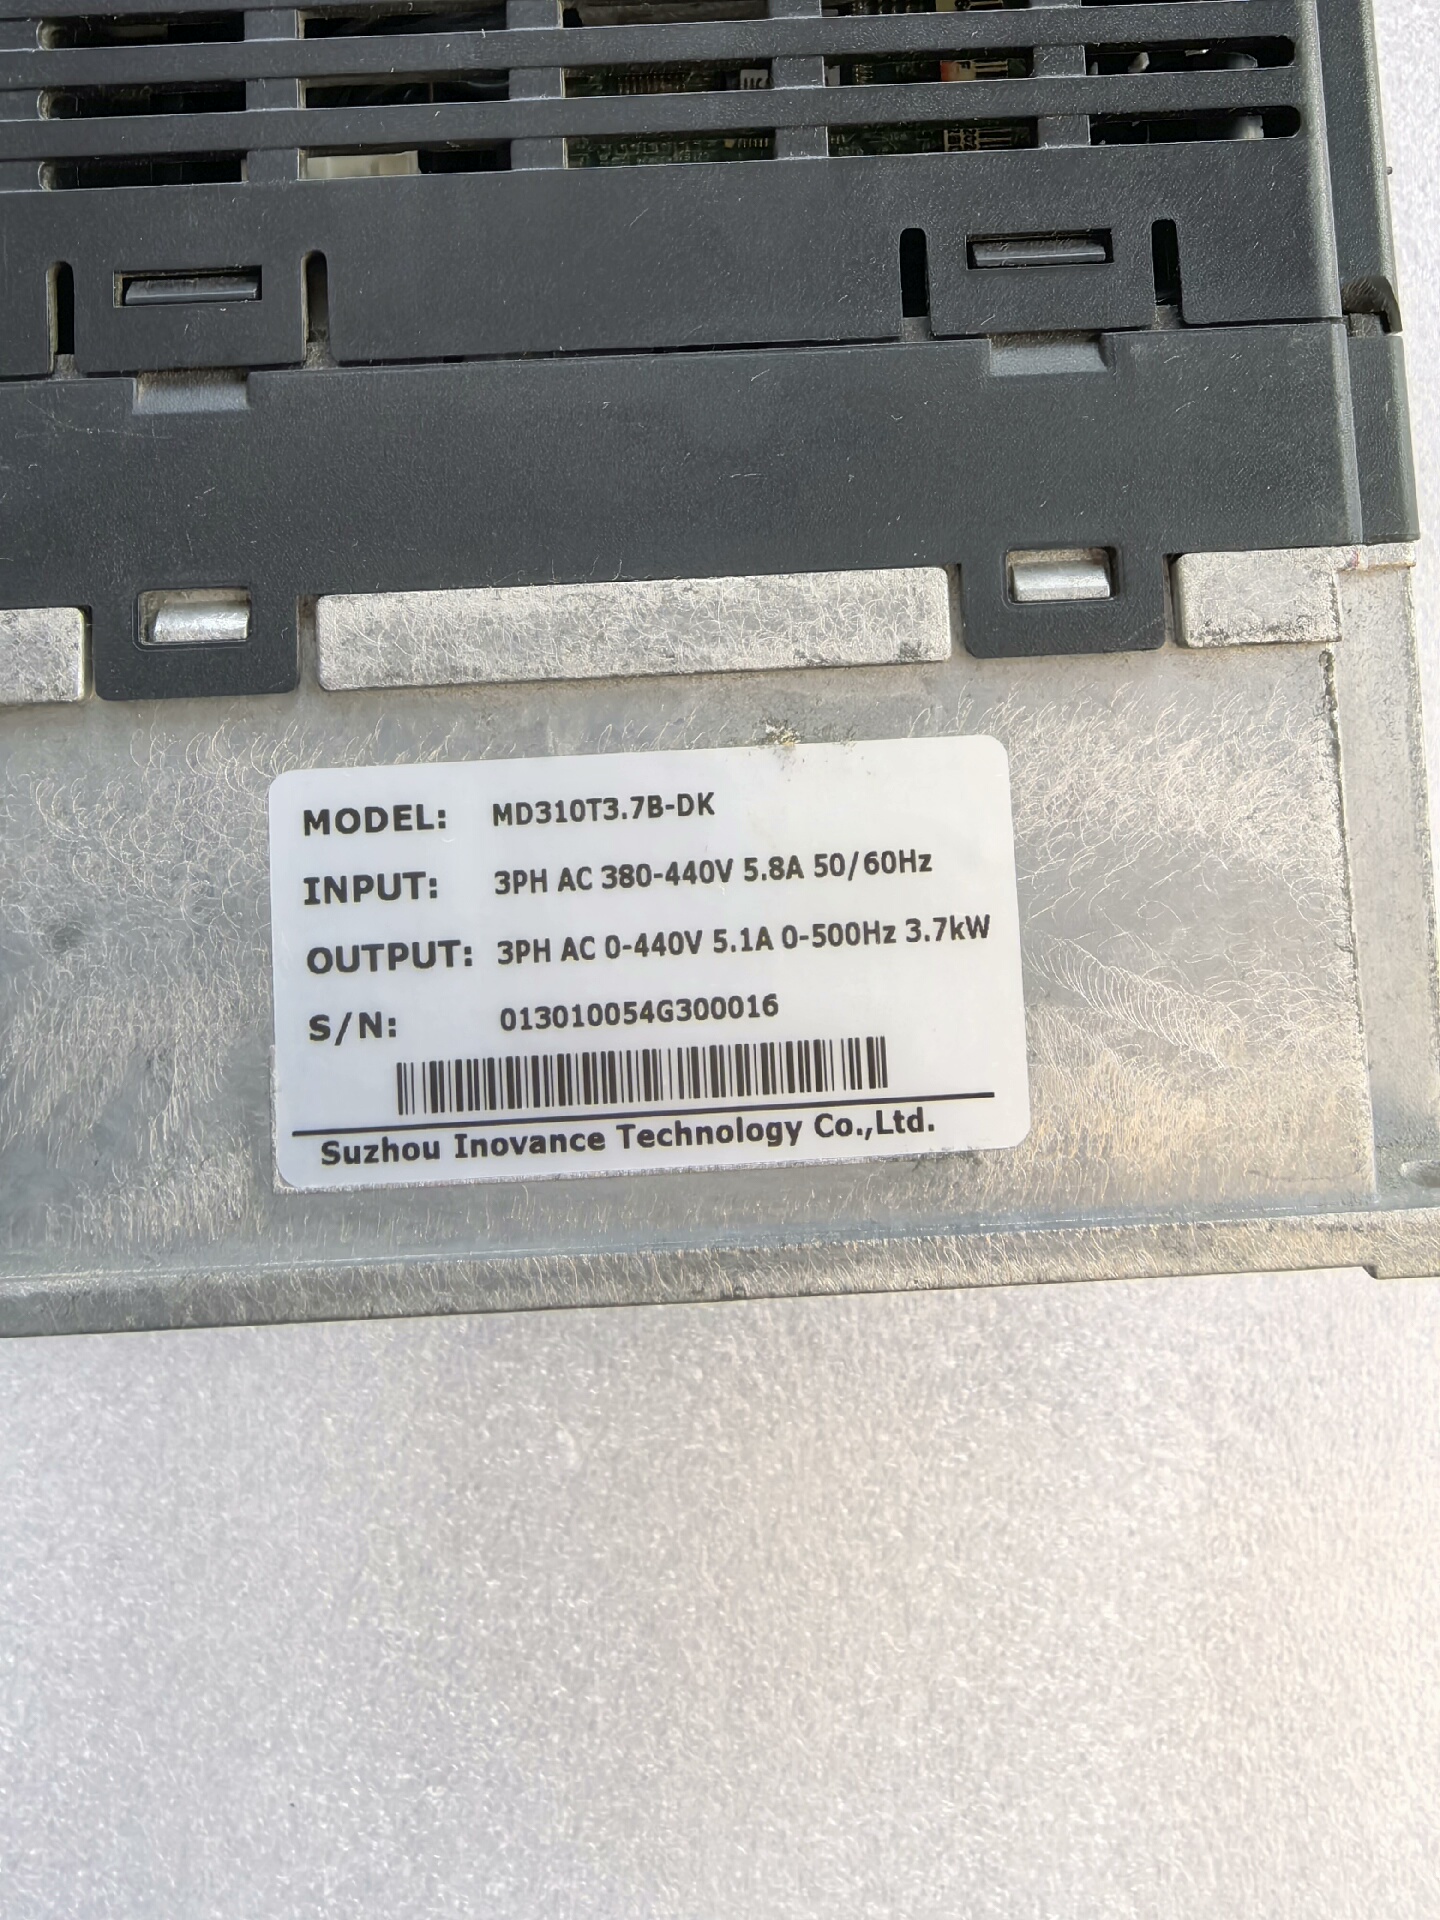 MODEL: MD310T3.7B-DK
INPUT: 3PH AC 380-440V 5.8A 50/60Hz
OUTPUT: 3PH AC 0-440V 5.1A 0-500Hz 3.7kW
S/N: 013010054G300016
Suzhou Inovance Technology Co.,Ltd.